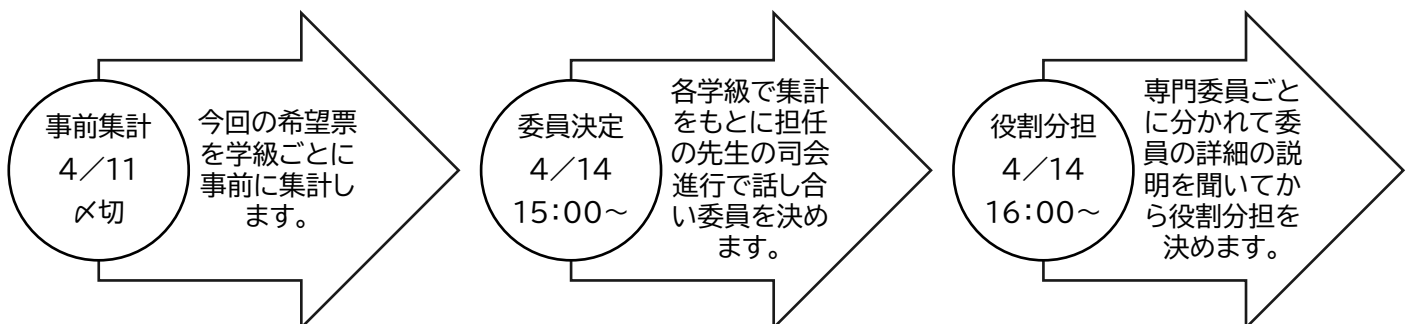 事前集計
4/11
〆切
今回の希望票
を学級ごとに
事前に集計し
ます。
委員決定
4/14
15:00～
各学級で集計
をもとに担任
の先生の司会
進行で話し合
い委員を決め
ます。
役割分担
4/14
16:00～
専門委員ごと
に分かれて委
員の詳細の説
明を聞いてか
ら役割分担を
決めます。